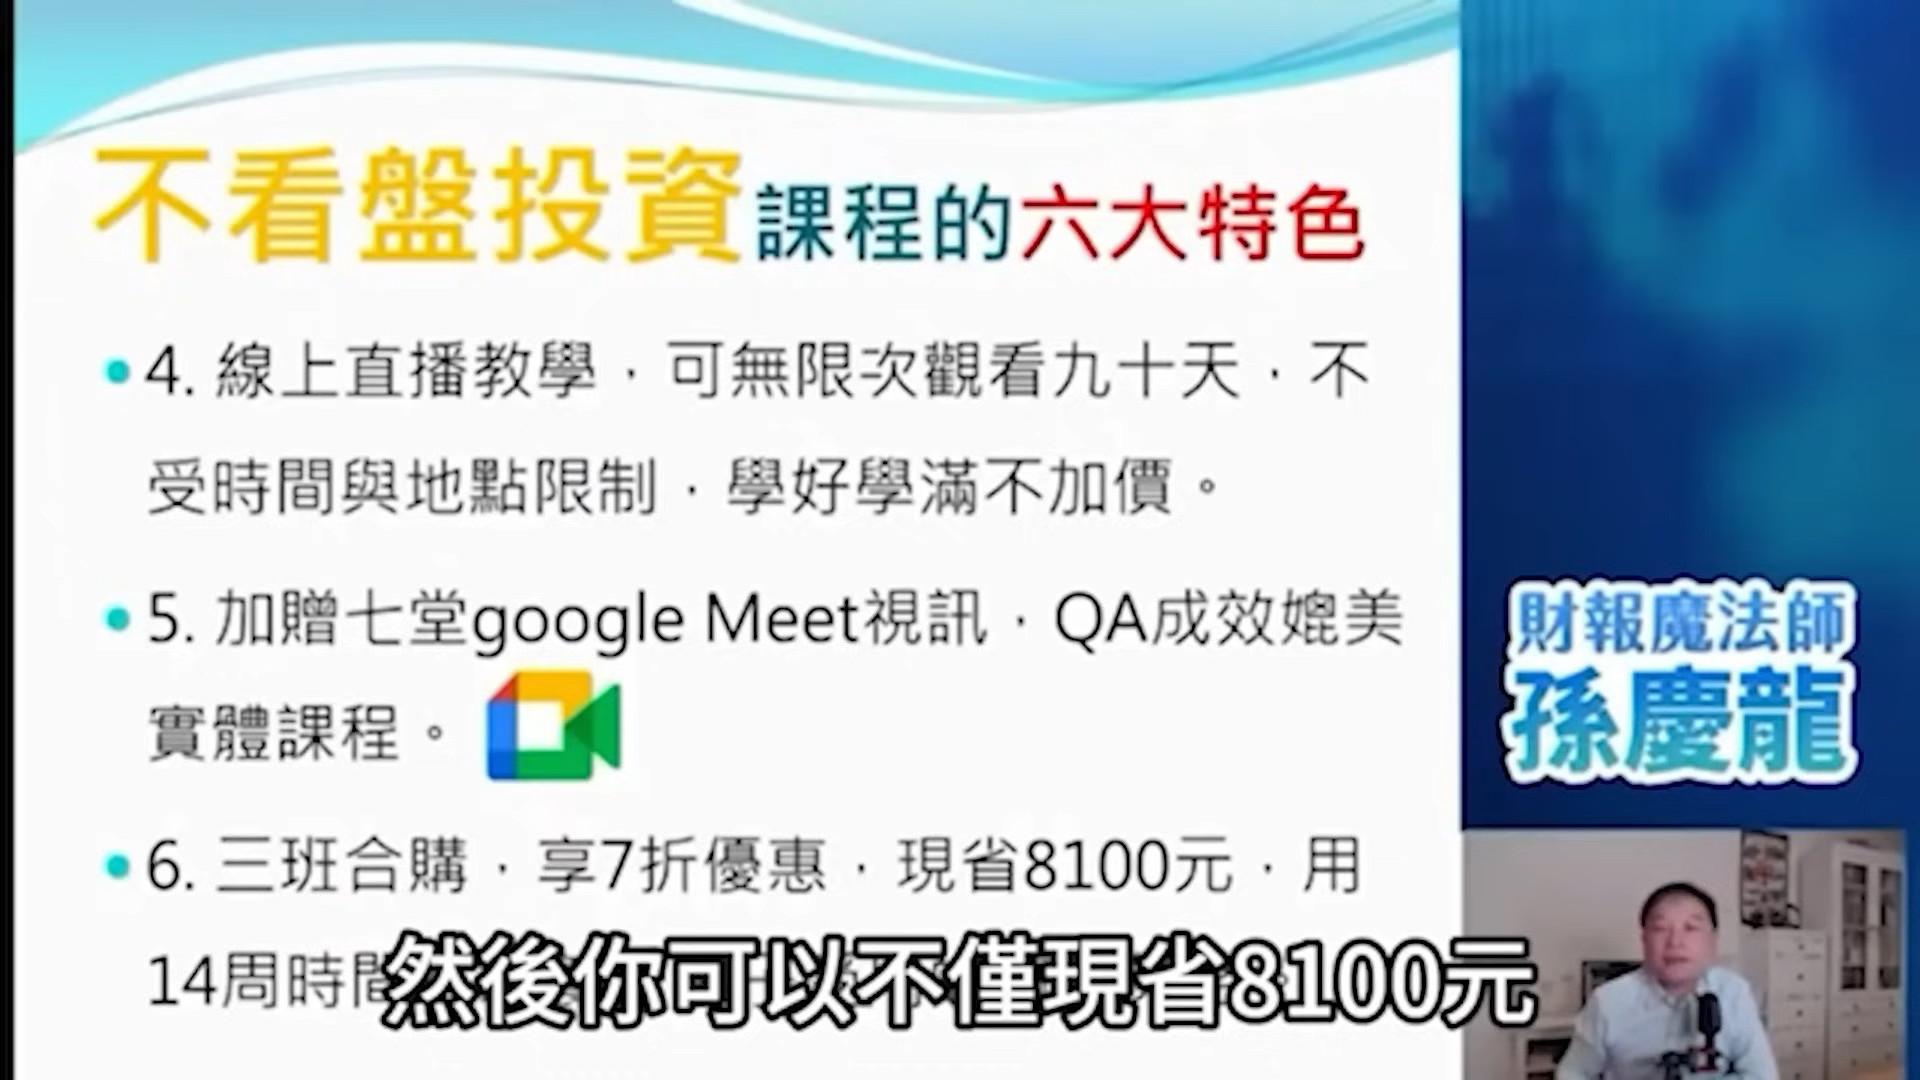 不看盤投資課程的六大特色
4. 線上直播教學，可無限次觀看九十天，不
受時間與地點限制，學好學滿不加價。
5. 加贈七堂google Meet視訊，QA成效媲美
實體課程。
6. 三班合購，享7折優惠，現省8100元，用
14周時間
然後你可以不僅現省8100元
財報魔法師
孫慶龍